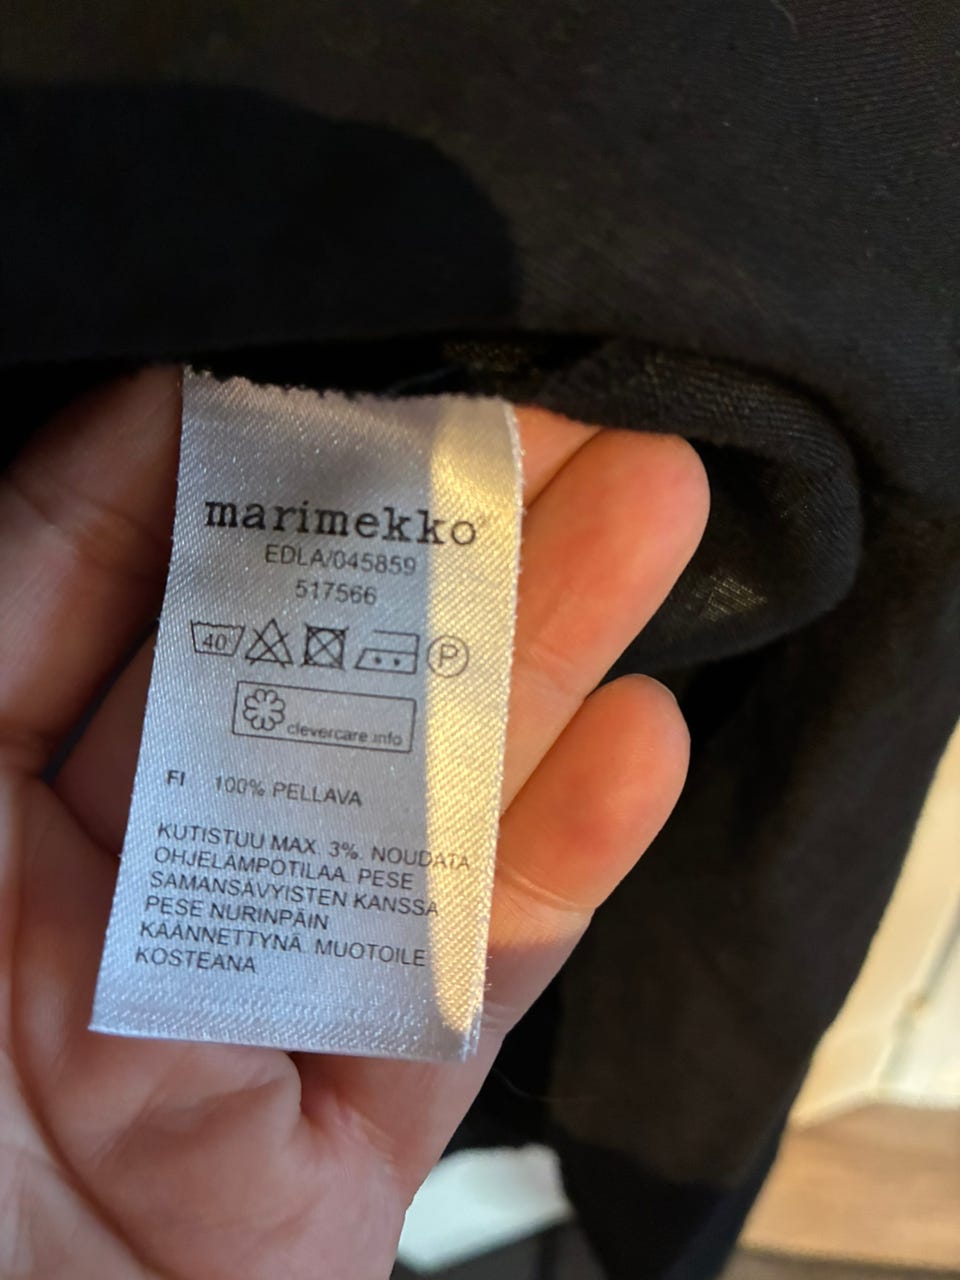 marimekko
EDLA/045859
517566
40 P
clevercare.info
FI 100% PELLAVA
KUTISTUU MAX. 3%. NOUDATA
OHJELÄMPÖTILAA. PESE
SAMANSÄVYISTEN KANSSA.
PESE NURINPÄIN
KÄÄNNETTYNÄ. MUOTOILE
KOSTEANA